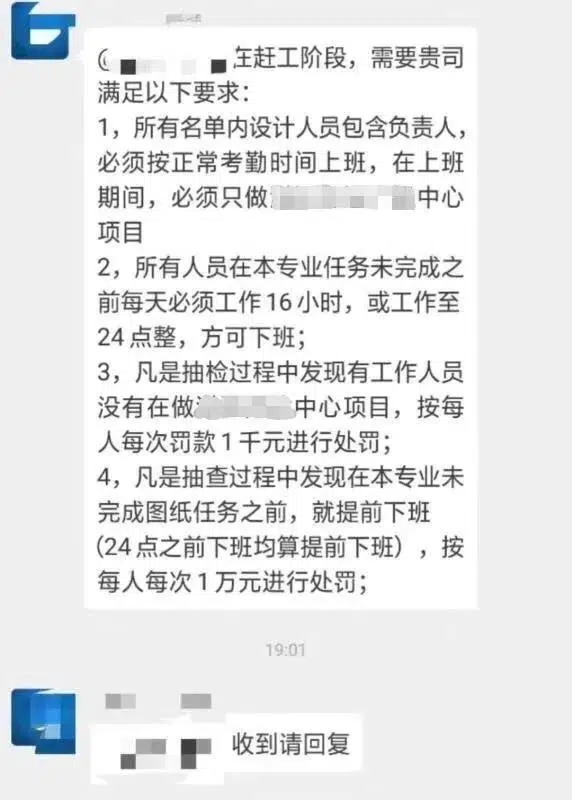 @
在赶工阶段，需要贵司
满足以下要求：
1，所有名单内设计人员包含负责人，
必须按正常考勤时间上班，在上班
期间，必须只做
中心
项目
2，所有人员在本专业任务未完成之
前每天必须工作16小时，或工作至
24点整，方可下班；
3，凡是抽检过程中发现有工作人员
没有在做
中心项目，按每
人每次罚款1千元进行处罚；
4，凡是抽查过程中发现在本专业未
完成图纸任务之前，就提前下班
（24点之前下班均算提前下班），按
每人每次1万元进行处罚；
19:01
收到请回复